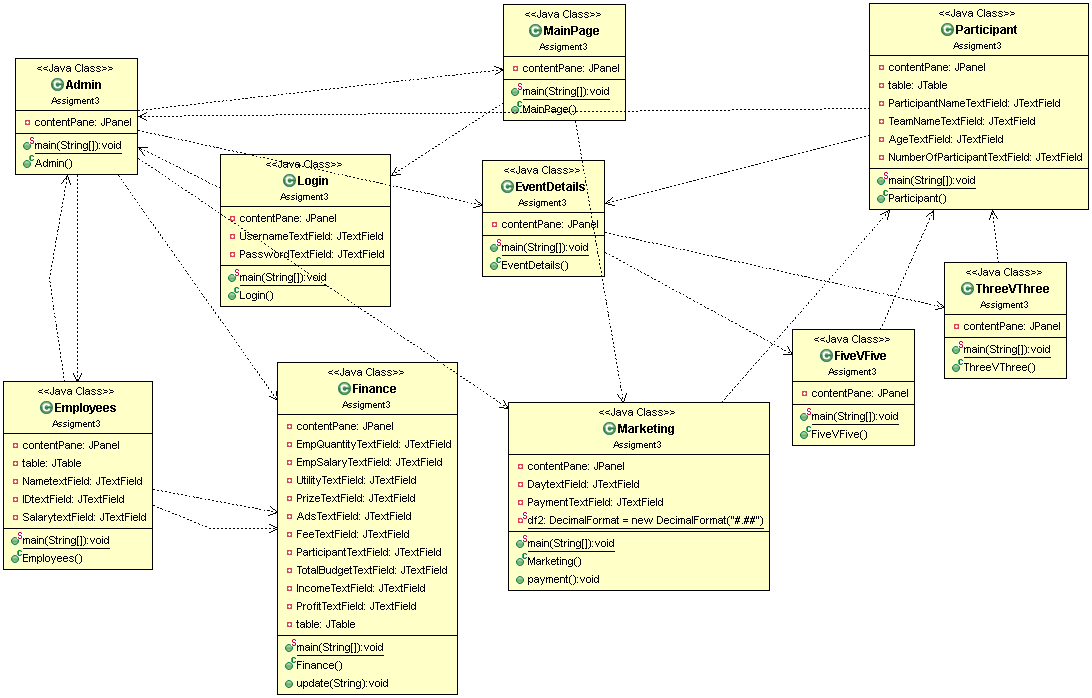 <<Java Class>>
MainPage
Assigment3
contentPane: JPanel
main(String[]):void
MainPage()
<<Java Class>>
Participant
Assigment3
contentPane: JPanel
table: JTable
ParticipantNameTextField: JTextField
TeamNameTextField: JTextField
AgeTextField: JTextField
NumberOfParticipantTextField: JTextField
main(String[]):void
Participant()
<<Java Class>>
Admin
Assigment3
contentPane: JPanel
main(String[]):void
Admin()
<<Java Class>>
Login
Assigment3
contentPane: JPanel
UsernameTextField: JTextField
PasswordTextField: JTextField
main(String[]):void
Login()
<<Java Class>>
EventDetails
Assigment3
contentPane: JPanel
main(String[]):void
EventDetails()
<<Java Class>>
ThreeVThree
Assigment3
contentPane: JPanel
main(String[]):void
ThreeVThree()
<<Java Class>>
FiveVFive
Assigment3
contentPane: JPanel
main(String[]):void
FiveVFive()
<<Java Class>>
Employees
Assigment3
contentPane: JPanel
table: JTable
NametextField: JTextField
IDtextField: JTextField
SalarytextField: JTextField
main(String[]):void
Employees()
<<Java Class>>
Finance
Assigment3
contentPane: JPanel
EmpQuantityTextField: JTextField
EmpSalaryTextField: JTextField
UtilityTextField: JTextField
PrizeTextField: JTextField
AdsTextField: JTextField
FeeTextField: JTextField
ParticipantTextField: JTextField
TotalBudgetTextField: JTextField
IncomeTextField: JTextField
ProfitTextField: JTextField
table: JTable
main(String[]):void
Finance()
update(String):void
<<Java Class>>
Marketing
Assigment3
contentPane: JPanel
DaytextField: JTextField
PaymentTextField: JTextField
df2: DecimalFormat = new DecimalFormat("#.##")
main(String[]):void
Marketing()
payment():void